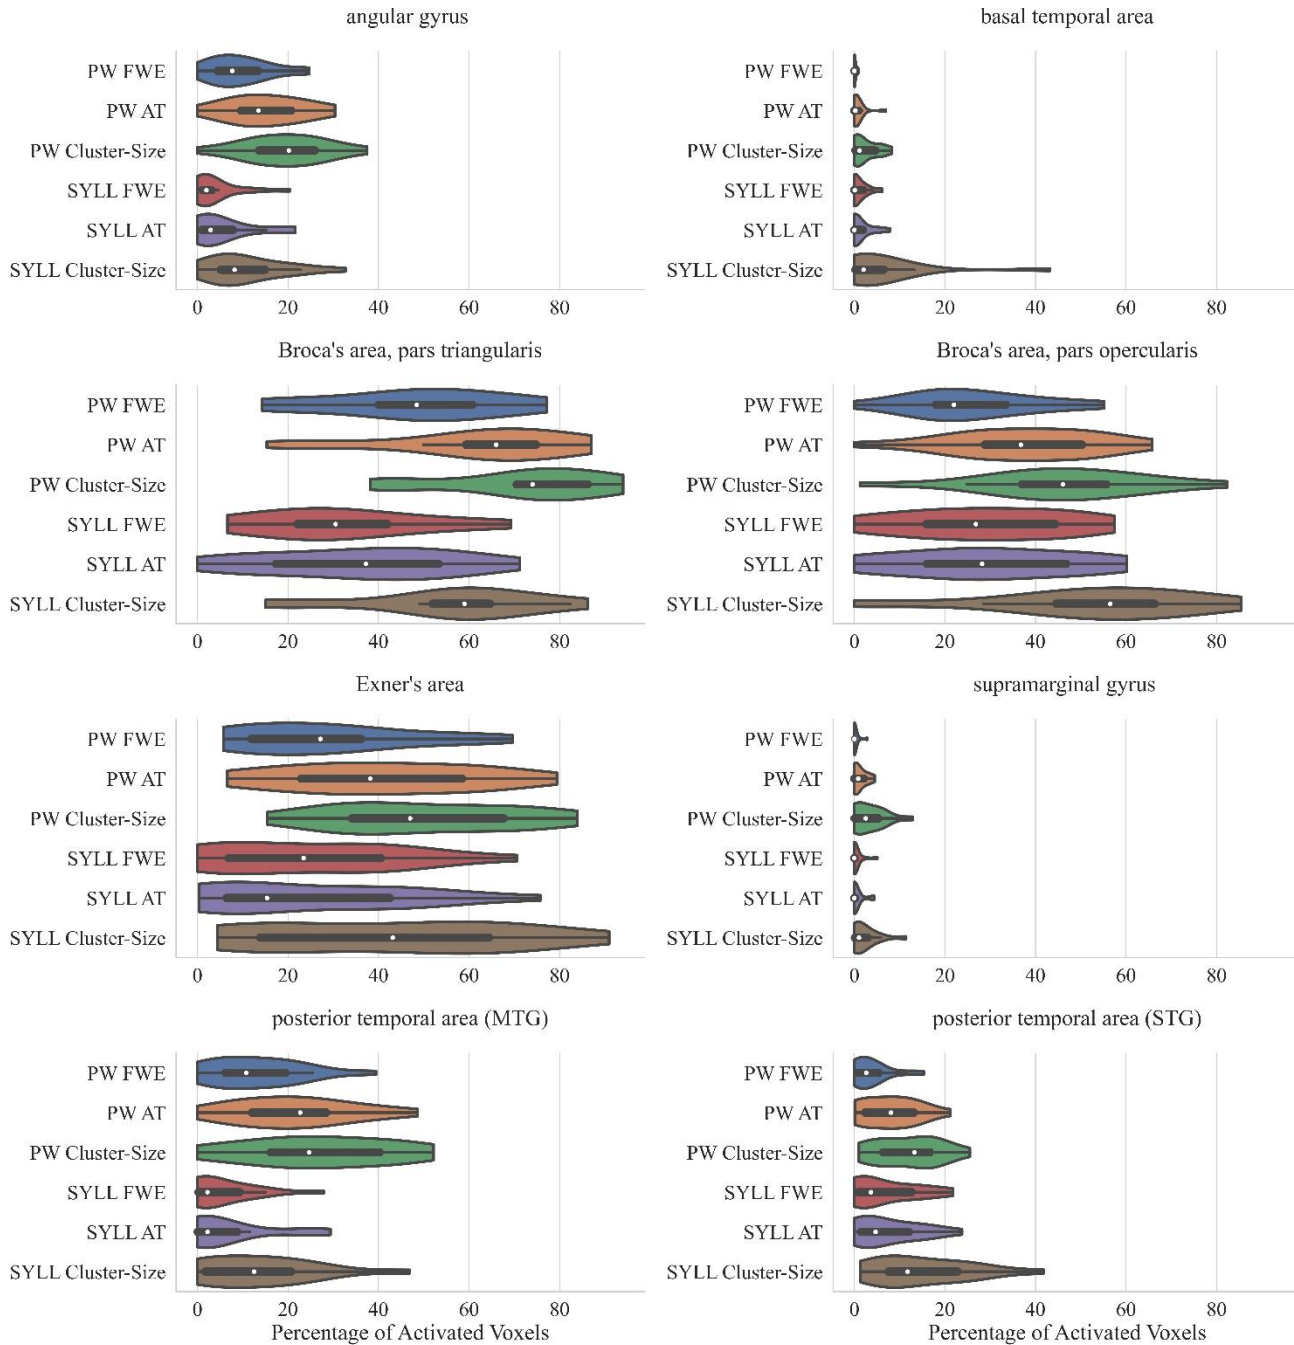 angular gyrus
PW FWE
PW AT
PW Cluster-Size
SYLL FWE
SYLL AT
SYLL Cluster-Size
0 20 40 60 80
basal temporal area
PW FWE
PW AT
PW Cluster-Size
SYLL FWE
SYLL AT
SYLL Cluster-Size
0 20 40 60 80
Broca's area, pars triangularis
PW FWE
PW AT
PW Cluster-Size
SYLL FWE
SYLL AT
SYLL Cluster-Size
0 20 40 60 80
Broca's area, pars opercularis
PW FWE
PW AT
PW Cluster-Size
SYLL FWE
SYLL AT
SYLL Cluster-Size
0 20 40 60 80
Exner's area
PW FWE
PW AT
PW Cluster-Size
SYLL FWE
SYLL AT
SYLL Cluster-Size
0 20 40 60 80
supramarginal gyrus
PW FWE
PW AT
PW Cluster-Size
SYLL FWE
SYLL AT
SYLL Cluster-Size
0 20 40 60 80
posterior temporal area (MTG)
PW FWE
PW AT
PW Cluster-Size
SYLL FWE
SYLL AT
SYLL Cluster-Size
0 20 40 60 80
Percentage of Activated Voxels
posterior temporal area (STG)
PW FWE
PW AT
PW Cluster-Size
SYLL FWE
SYLL AT
SYLL Cluster-Size
0 20 40 60 80
Percentage of Activated Voxels